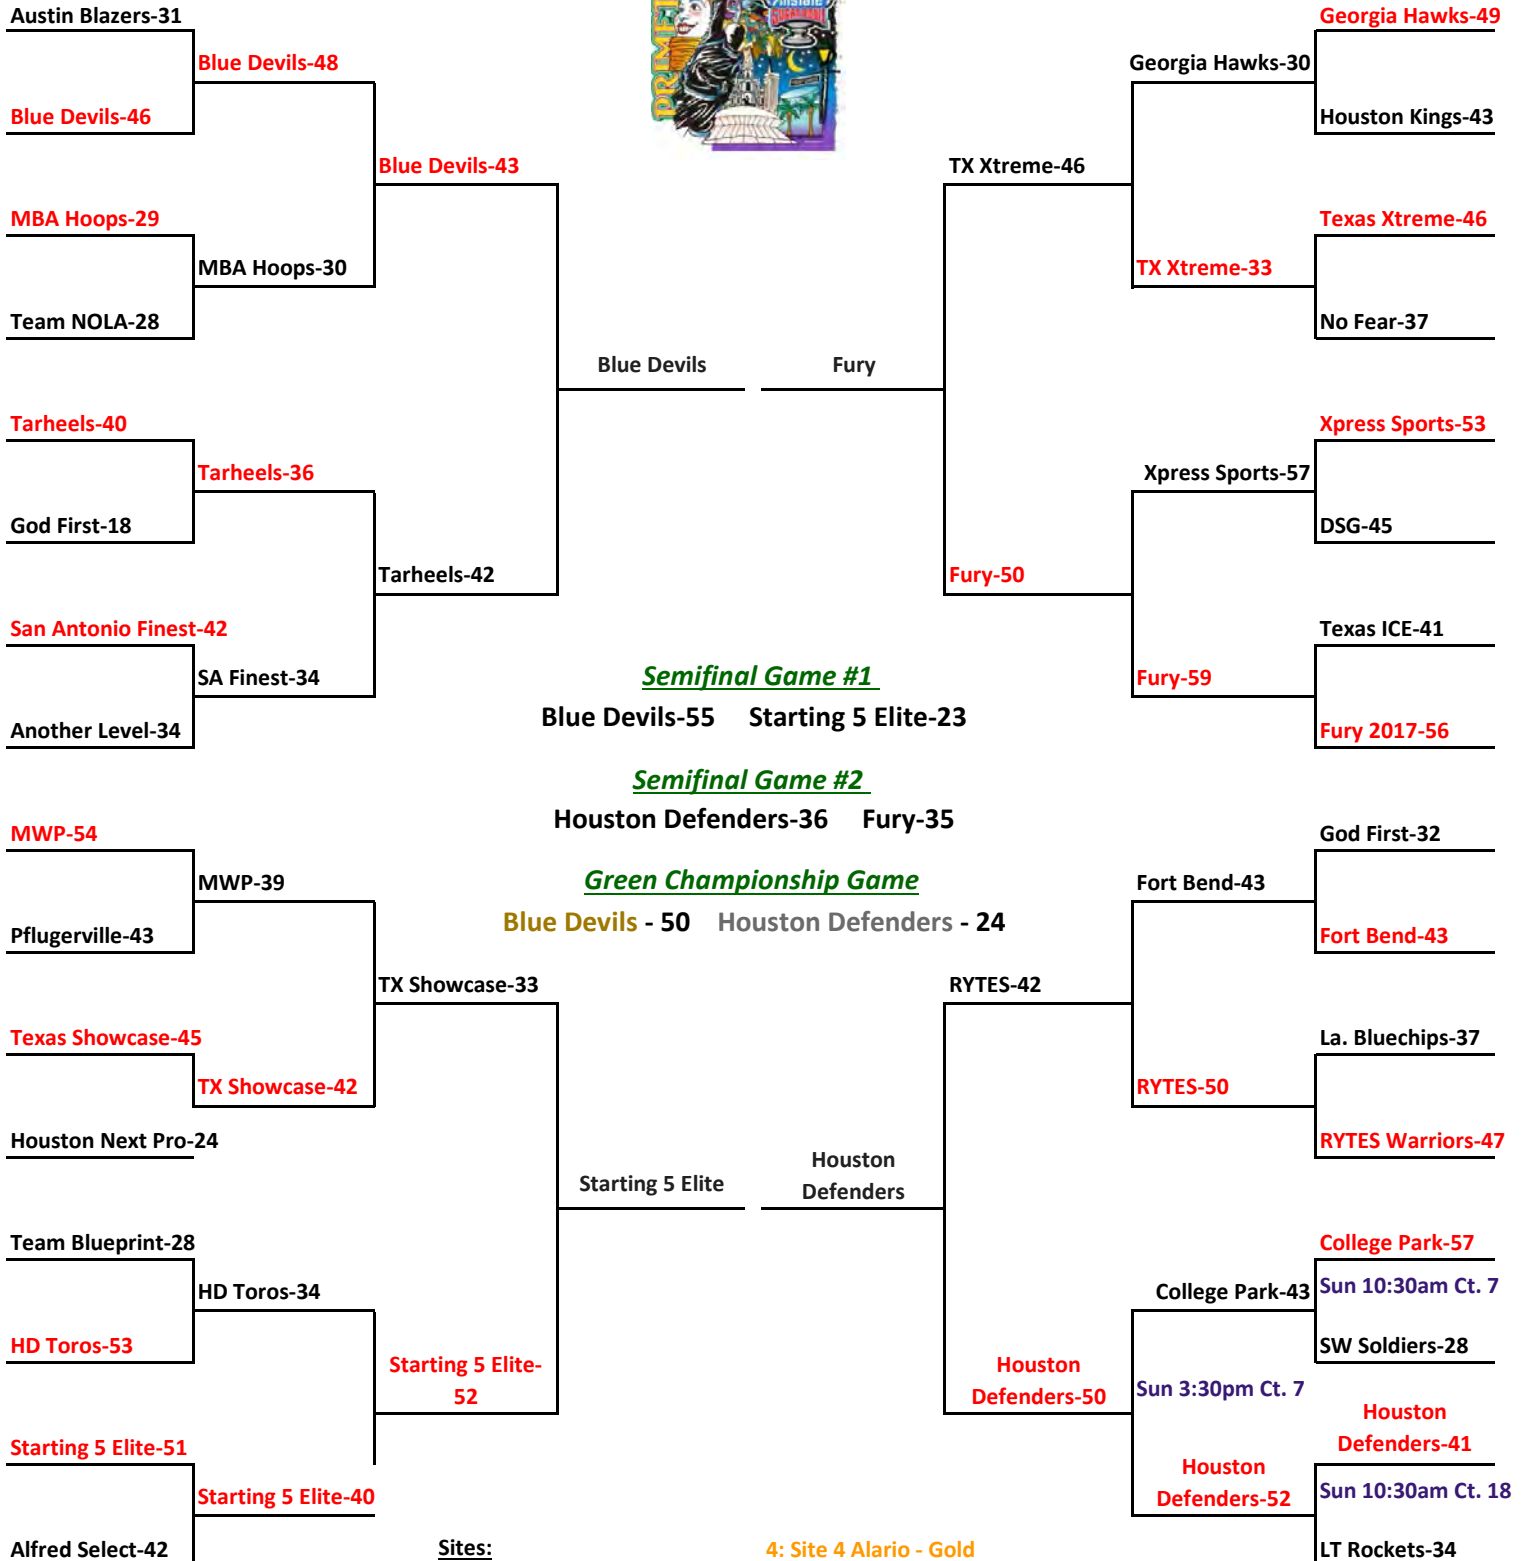 Austin Blazers-31
Blue Devils-48
Blue Devils-46
Blue Devils-43
MBA Hoops-29
MBA Hoops-30
Team NOLA-28
Blue Devils
Tarheels-40
Tarheels-36
God First-18
Tarheels-42
San Antonio Finest-42
SA Finest-34
Another Level-34
Georgia Hawks-49
Georgia Hawks-30
Houston Kings-43
TX Xtreme-46
Texas Xtreme-46
TX Xtreme-33
No Fear-37
Fury
Xpress Sports-53
Xpress Sports-57
DSG-45
Fury-50
Texas ICE-41
Fury-59
Fury 2017-56
Semifinal Game #1
Blue Devils-55 Starting 5 Elite-23
Semifinal Game #2
Houston Defenders-36 Fury-35
Green Championship Game
Blue Devils - 50 Houston Defenders - 24
MWP-54
MWP-39
Pflugerville-43
TX Showcase-33
Texas Showcase-45
TX Showcase-42
Houston Next Pro-24
Starting 5 Elite
Team Blueprint-28
HD Toros-34
HD Toros-53
Starting 5 Elite-
52
Starting 5 Elite-51
Starting 5 Elite-40
Alfred Select-42
God First-32
Fort Bend-43
Fort Bend-43
RYTES-42
La. Bluechips-37
RYTES-50
RYTES Warriors-47
Houston
Defenders
College Park-57
College Park-43
Sun 10:30am Ct. 7
SW Soldiers-28
Houston
Defenders-50
Sun 3:30pm Ct. 7
Houston
Defenders-41
Houston
Defenders-52
Sun 10:30am Ct. 18
LT Rockets-34
Sites:
4: Site 4 Alario - Gold